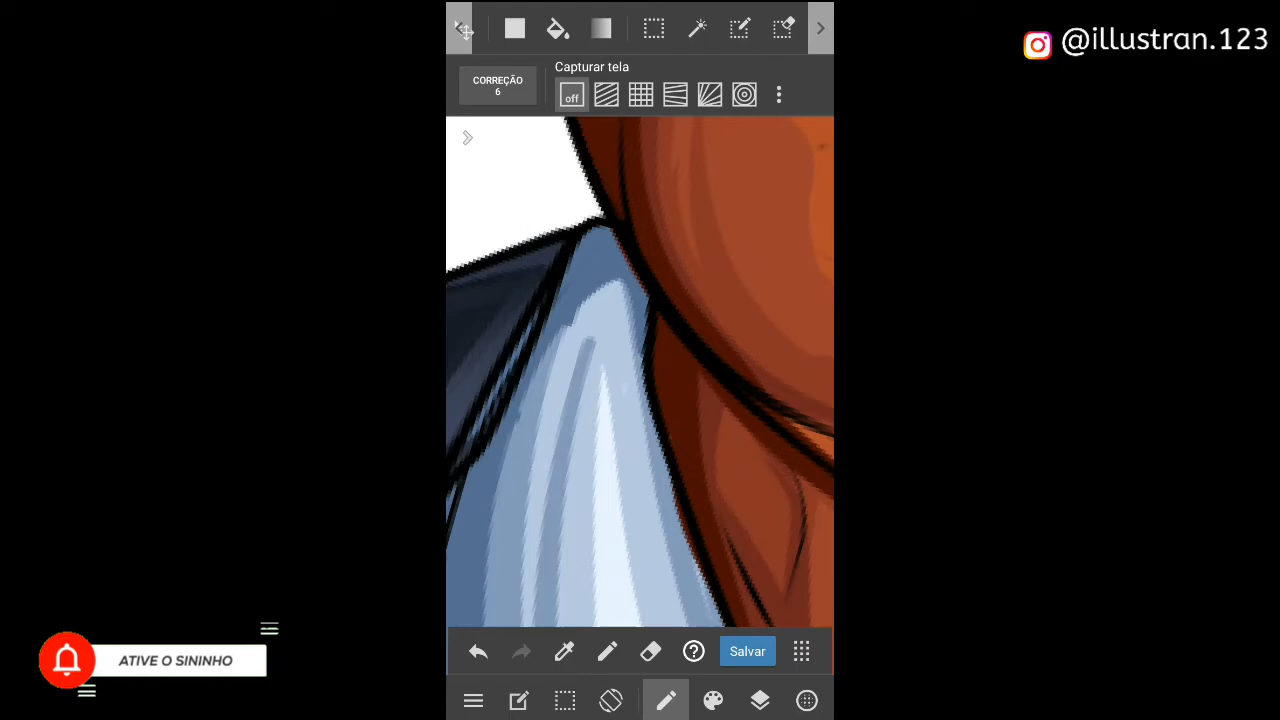 @illustran.123
Capturar tela
CORREÇÃO
6
off
Salvar
ATIVE O SININHO